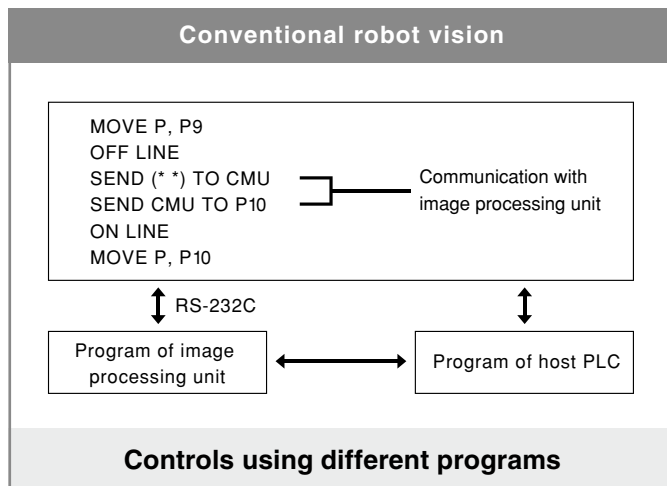 Conventional robot vision
MOVE P, P9
OFF LINE
SEND (* *) TO CMU
SEND CMU TO P10
ON LINE
MOVE P, P10
Communication with
image processing unit
RS-232C
Program of image
processing unit
Program of host PLC
Controls using different programs